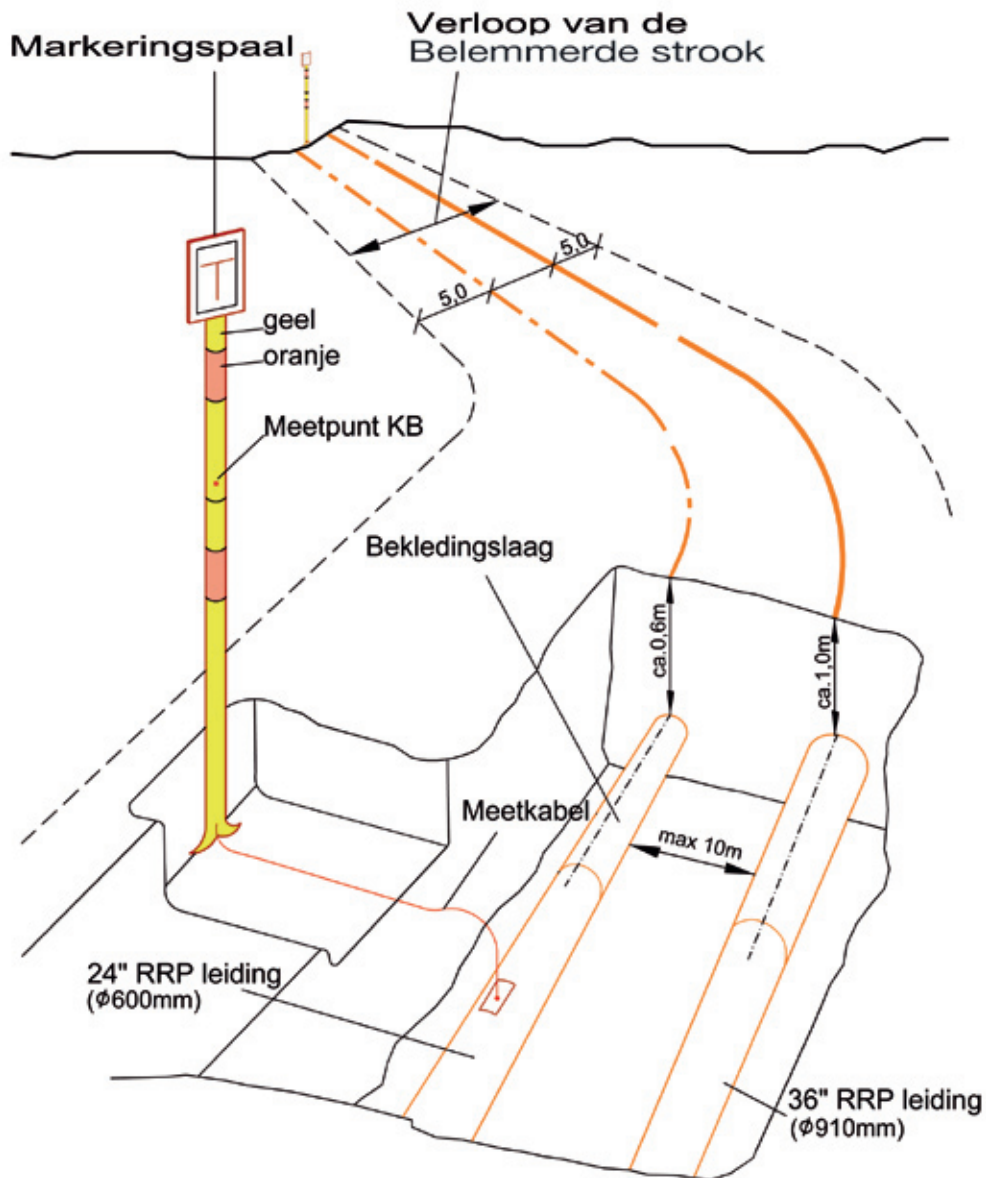 Verloop van de
Belemmerde strook
Markeringspaal
5,0
5,0
T
geel
oranje
Meetpunt KB
Bekledingslaag
ca.0,6m
ca.1,0m
Meetkabel
max 10m
24" RRP leiding
(ϕ600mm)
36" RRP leiding
(ϕ910mm)